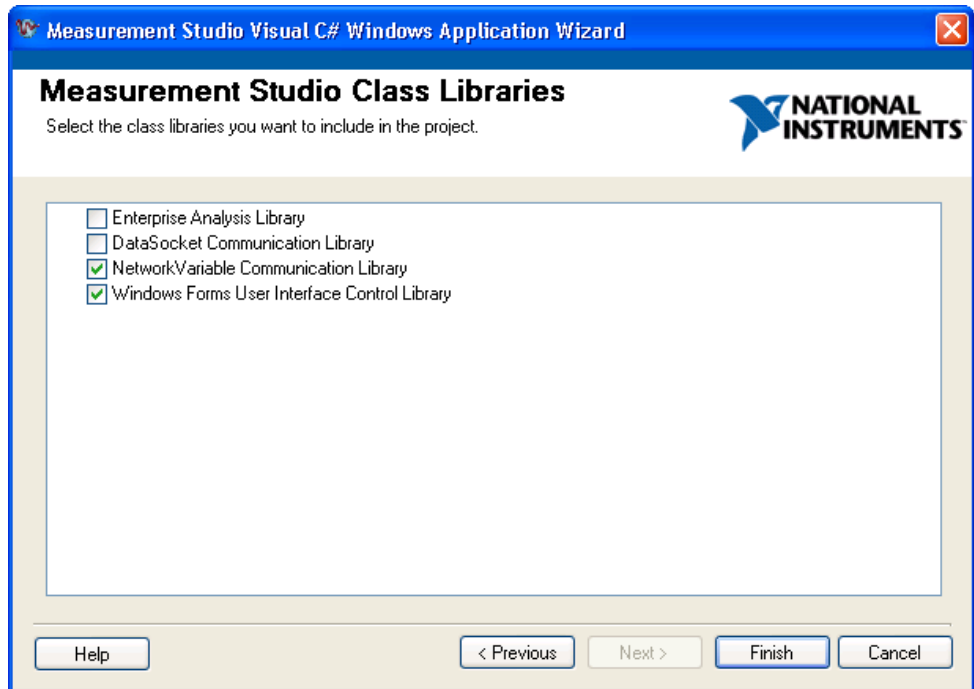 Measurement Studio Visual C# Windows Application Wizard
Measurement Studio Class Libraries
Select the class libraries you want to include in the project.
NATIONAL
INSTRUMENTS
Enterprise Analysis Library
DataSocket Communication Library
NetworkVariable Communication Library
Windows Forms User Interface Control Library
Help
< Previous
Next >
Finish
Cancel